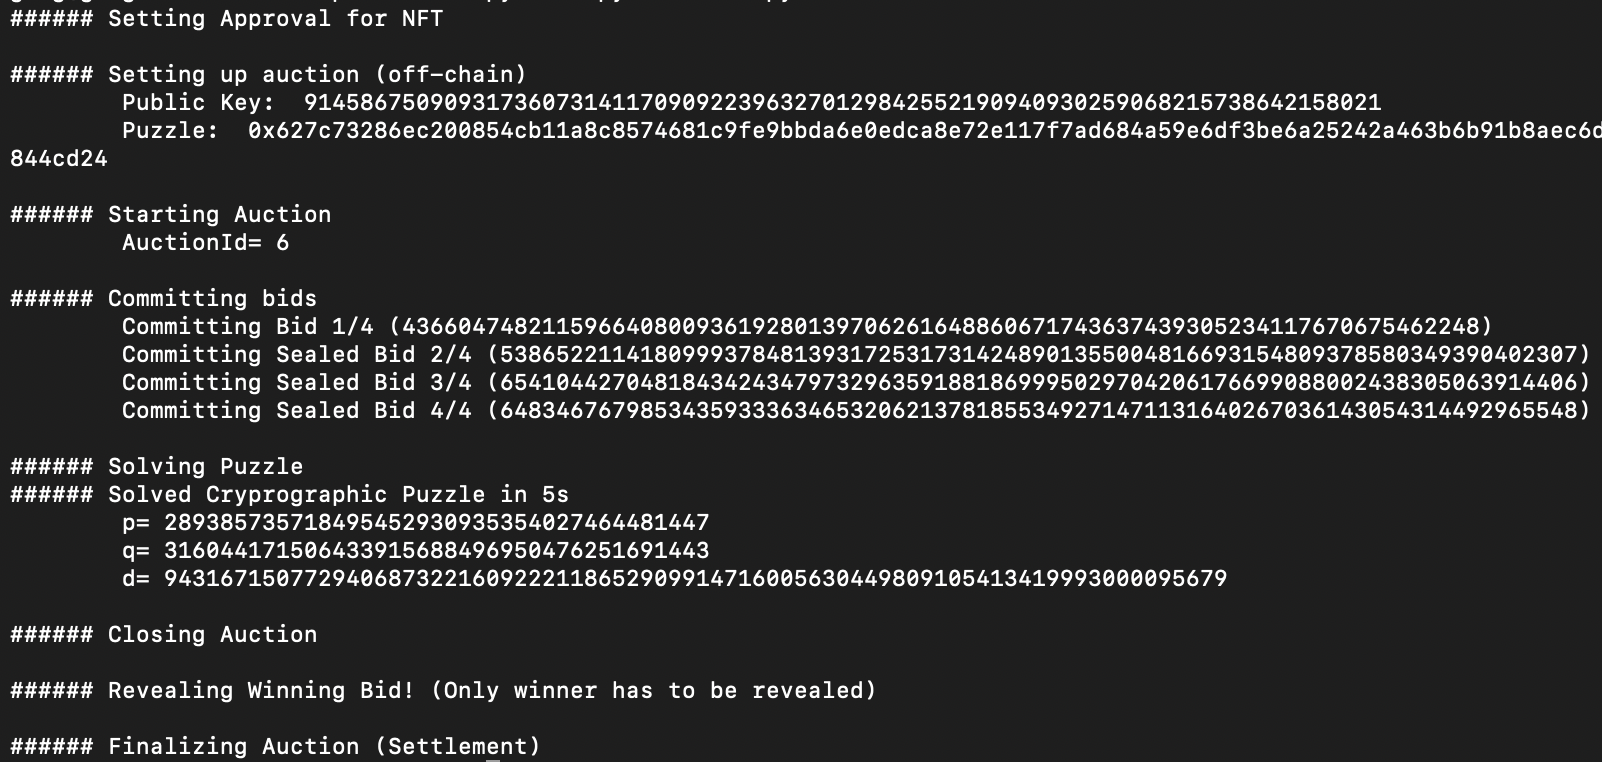 ###### Setting Approval for NFT
###### Setting up auction (off-chain)
Public Key:  91458675090931736073141170909223963270129842552190940930259068215738642158021
Puzzle:  0x627c73286ec200854cb11a8c8574681c9fe9bbda6e0edca8e72e117f7ad684a59e6df3be6a25242a463b6b91b8aec6d
844cd24
###### Starting Auction
AuctionId= 6
###### Committing bids
Committing Bid 1/4 (43660474821159664080093619280139706261648860671743637439305234117670675462248)
Committing Sealed Bid 2/4 (53865221141809993784813931725317314248901355004816693154809378580349390402307)
Committing Sealed Bid 3/4 (65410442704818434243479732963591881869995029704206176699088002438305063914406)
Committing Sealed Bid 4/4 (64834676798534359333634653206213781855349271471131640267036143054314492965548)
###### Solving Puzzle
###### Solved Cryprographic Puzzle in 5s
p= 289385735718495452930935354027464481447
q= 316044171506433915688496950476251691443
d= 9431671507729406873221609222118652909914716005630449809105413419993000095679
###### Closing Auction
###### Revealing Winning Bid! (Only winner has to be revealed)
###### Finalizing Auction (Settlement)